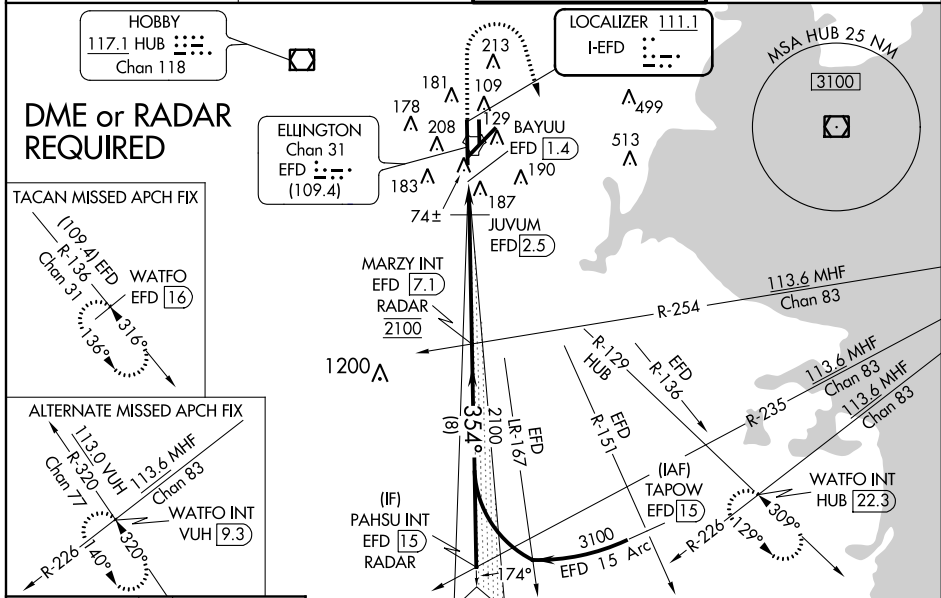 HOBBY
117.1 HUB
Chan 118
DME or RADAR
REQUIRED
LOCALIZER 111.1
I-EFD
MSA HUB 25 NM
3100
213
181
109
178
129
208
499
513
183
190
187
74±
ELLINGTON
Chan 31
EFD
(109.4)
BAYUU
EFD 1.4
JUVUM
EFD 2.5
TACAN MISSED APCH FIX
(109.4) EFD
R-136
Chan 31
WATFO
EFD 16
136°
316°
MARZY INT
EFD 7.1
RADAR
2100
113.6 MHF
Chan 83
R-254
1200
R-129
HUB
EFD
R-136
113.6 MHF
Chan 83
R-235
113.6 MHF
Chan 83
354°
(8)
2100
EFD
LR-167
EFD
R-151
ALTERNATE MISSED APCH FIX
113.0 VUH
R-320
Chan 77
113.6 MHF
Chan 83
WATFO INT
VUH 9.3
R-226
140°
320°
(IF)
PAHSU INT
EFD 15
RADAR
174°
(IAF)
TAPOW
EFD 15
3100
EFD 15 Arc
WATFO INT
HUB 22.3
R-226
129°
309°